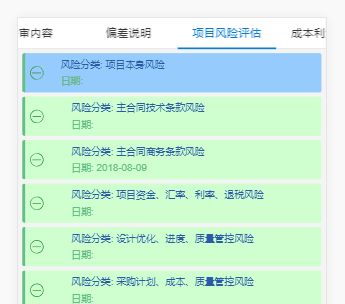 审内容 偏差说明 项目风险评估 成本利
风险分类: 项目本身风险
日期:
风险分类: 主合同技术条款风险
日期:
风险分类: 主合同商务条款风险
日期: 2018-08-09
风险分类: 项目资金、汇率、利率、退税风险
日期:
风险分类: 设计优化、进度、质量管控风险
日期:
风险分类: 采购计划、成本、质量管控风险
日期: